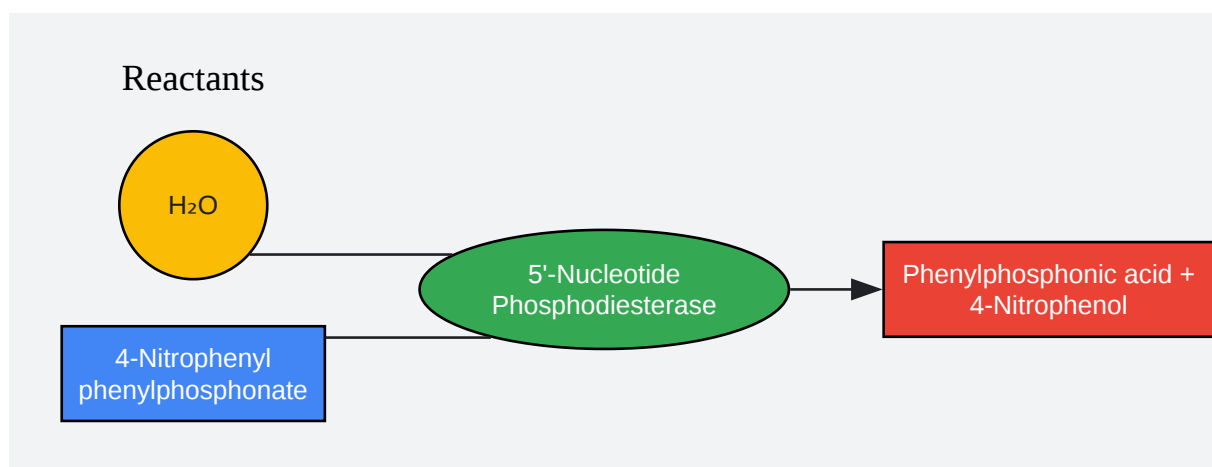 Reactants
H₂O
5'-Nucleotide
Phosphodiesterase
Phenylphosphonic acid +
4-Nitrophenol
4-Nitrophenyl
phenylphosphonate